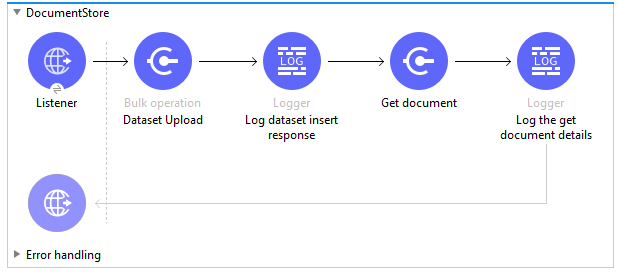 DocumentStore
LOG
LOG
Listener
Bulk operation
Dataset Upload
Logger
Log dataset insert
response
Get document
Logger
Log the get
document details
Error handling